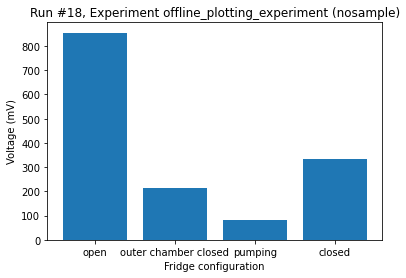 Run #18, Experiment offline_plotting_experiment (nosample)
800
700
600
500
400
300
200
100
0
Voltage (mV)
open outer chamber closed pumping closed
Fridge configuration